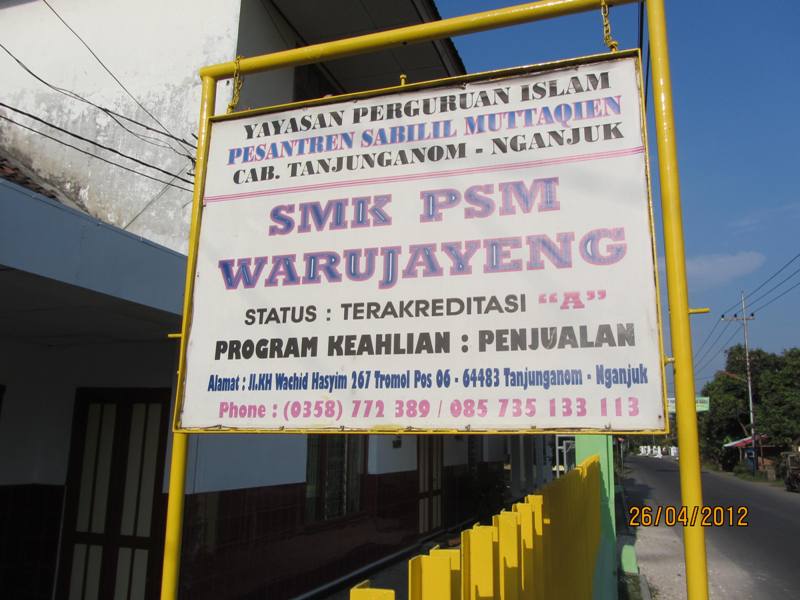 YAYASAN PERGURUAN ISLAM
PESANTREN SABILIL MUTTAQIEN
CAB. TANJUNGANOM - NGANJUK
SMK PSM
WARUJAYENG
STATUS : TERAKREDITASI "A"
PROGRAM KEAHLIAN : PENJUALAN
Alamat : Jl.KH Wachid Hasyim 267 Tromol Pos 06 - 64483 Tanjunganom - Nganjuk
Phone : (0358) 772 389 / 085 735 133 113
26/04/2012